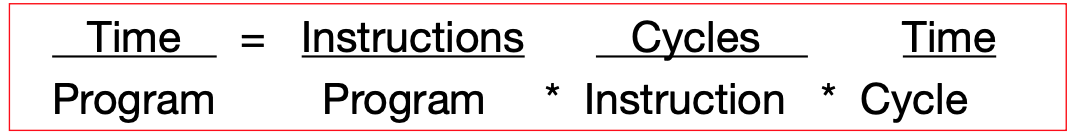 Time = Instructions Cycles Time
Program Program * Instruction * Cycle